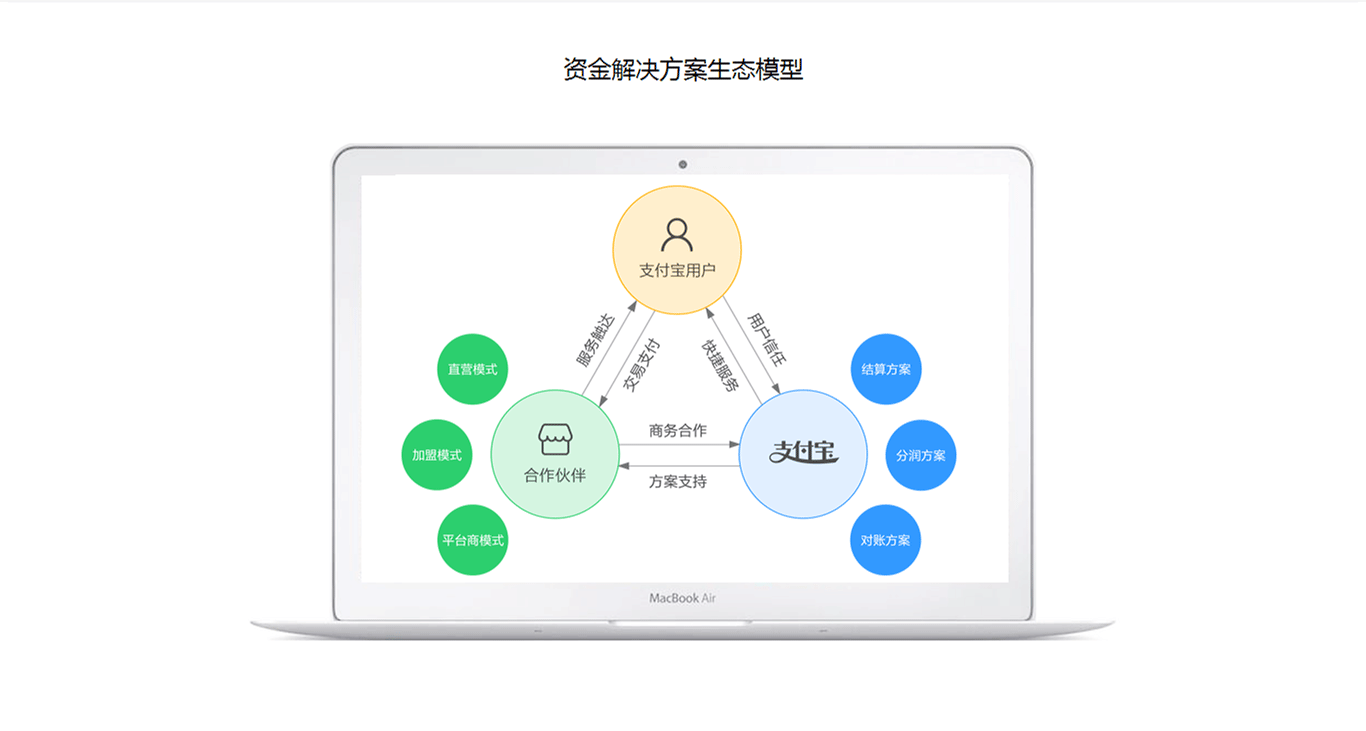 资金解决方案生态模型
支付宝用户
服务触达
交易支付
快捷服务
用户信任
直营模式
结算方案
商务合作
加盟模式
合作伙伴
支付宝
分润方案
方案支持
平台商模式
对账方案
MacBook Air